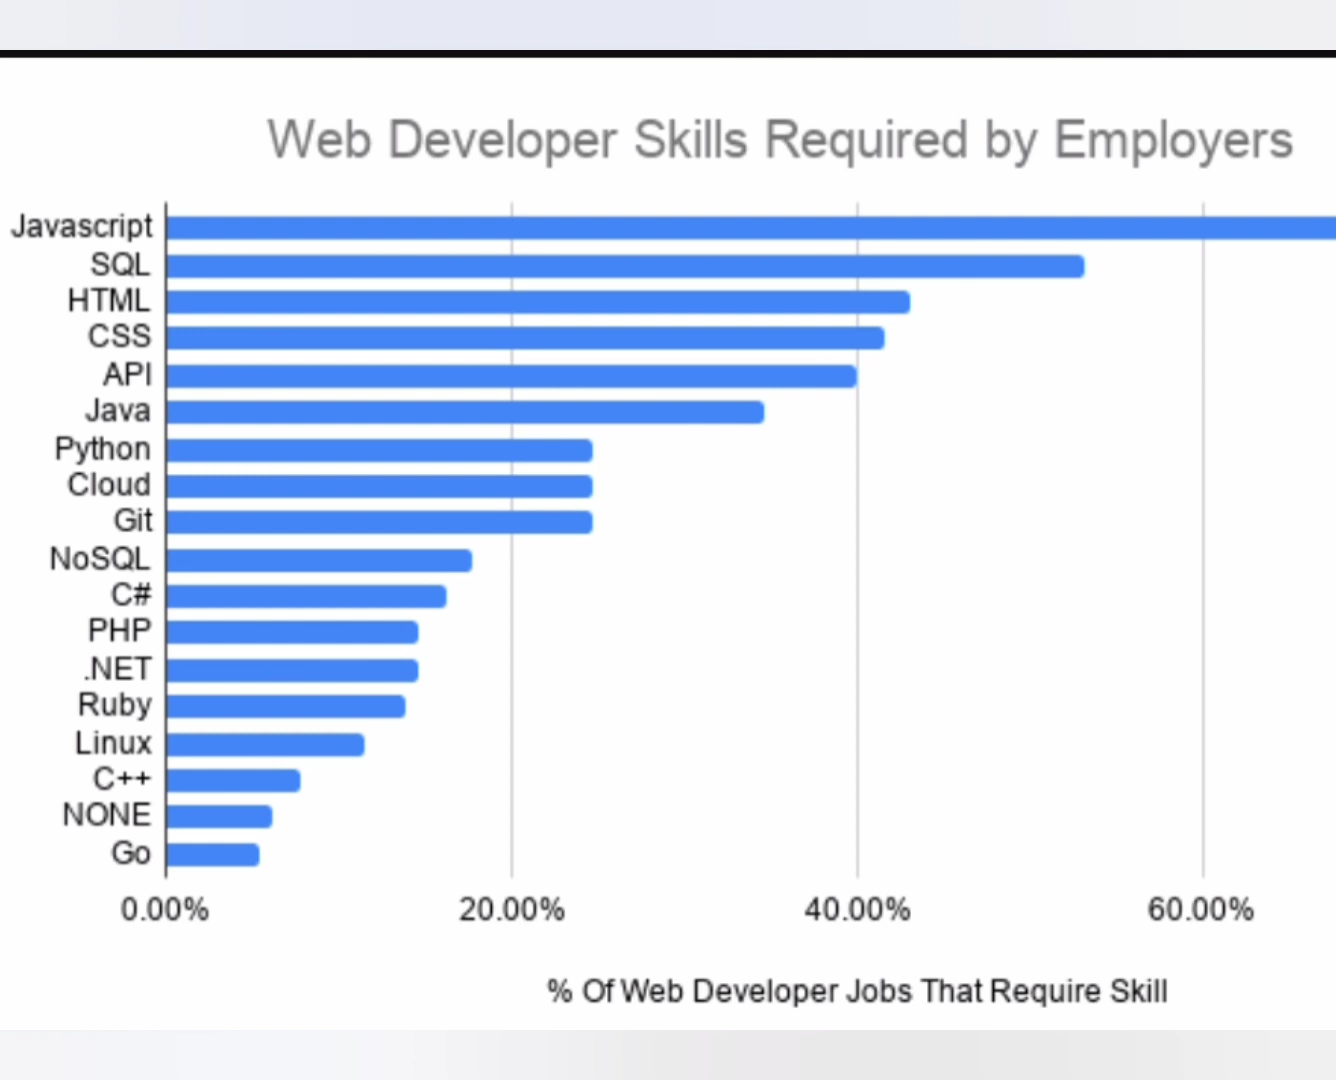 Web Developer Skills Required by Employers
Javascript
SQL
HTML
CSS
API
Java
Python
Cloud
Git
NoSQL
C#
PHP
.NET
Ruby
Linux
C++
NONE
Go
0.00% 20.00% 40.00% 60.00%
% Of Web Developer Jobs That Require Skill